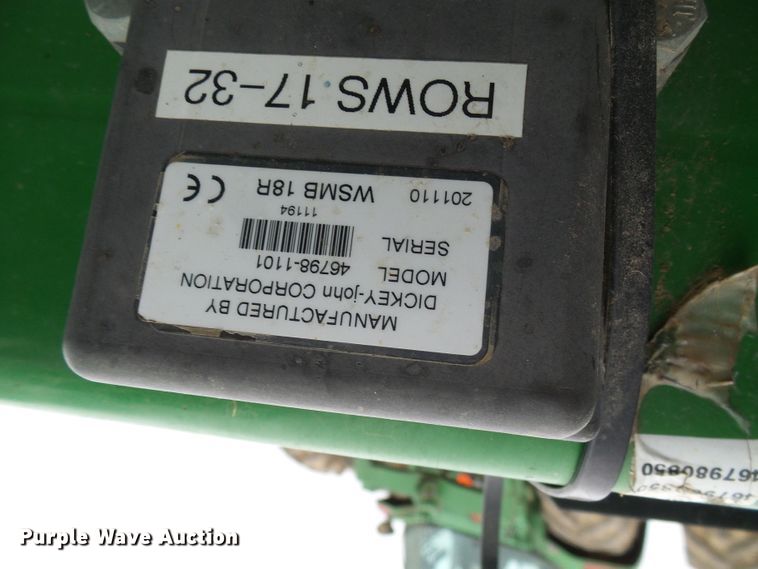 ROWS 17-32
MANUFACTURED BY
DICKEY-john CORPORATION
MODEL 46798-1101
SERIAL
11194
201110 WSMB 18R CE
467980850
Purple Wave Auction